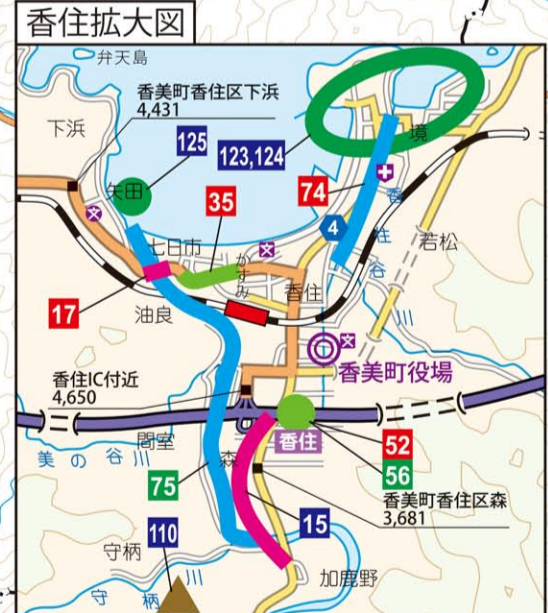 香住拡大図
弁天島
香美町香住区下浜
4,431
下浜
125
123,124
境
矢田
35
74
4
香住谷川
七日市
かすみ
若松
香住
17
油良
香美町役場
香住IC付近
4,650
間室
香住
52
美の谷川
森
56
75
香美町香住区森
3,681
110
15
守柄
加鹿野
守柄川